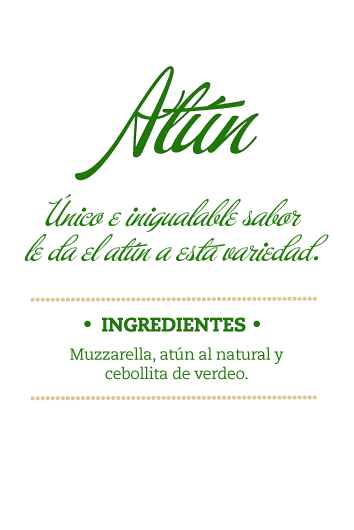 Atún
Único e inigualable sabor
le da el atún a esta variedad.
• INGREDIENTES •
Muzzarella, atún al natural y
cebollita de verdeo.